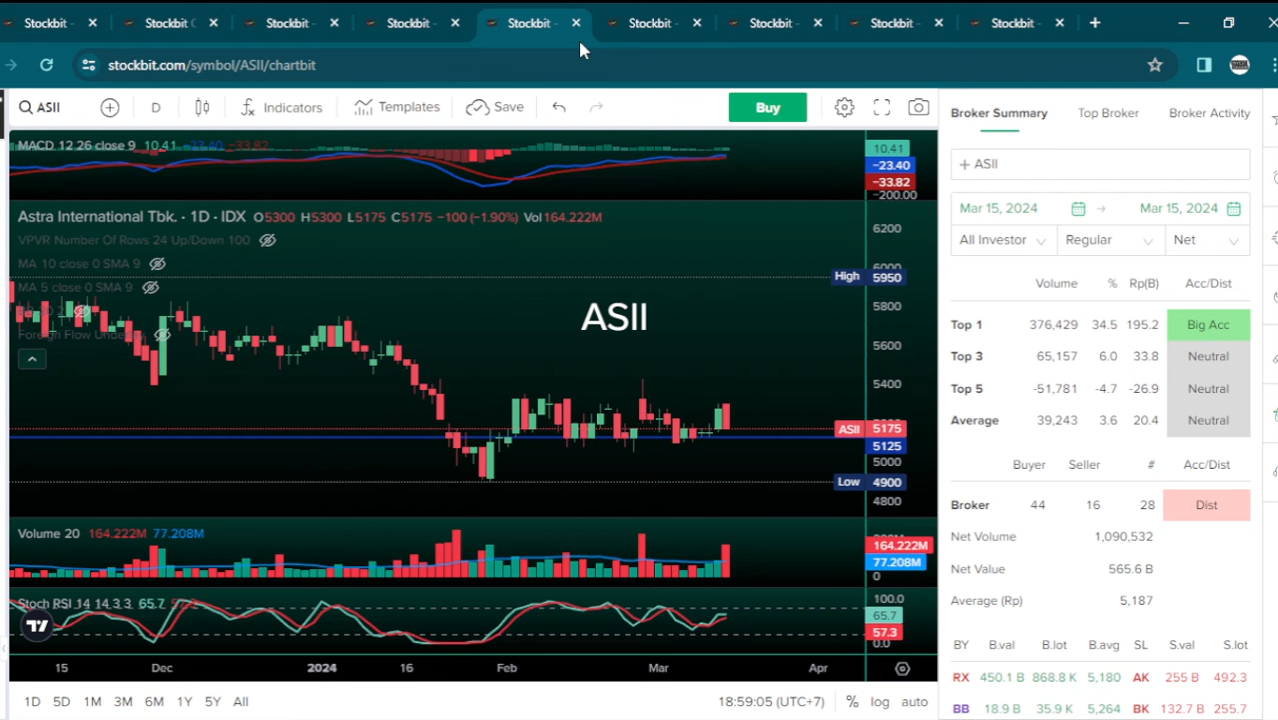 Stockbit - Stockbit C Stockbit - Stockbit - Stockbit - Stockbit - Stockbit - Stockbit - Stockbit -
stockbit.com/symbol/ASII/chartbit
ASII D Indicators Templates Save Buy
MACD 12 26 close 9 10.41 -23.40 -33.82
10.41
-23.40
-33.82
-200.00
Astra International Tbk. · 1D · IDX O5300 H5300 L5175 C5175 -100 (-1.90%) Vol164.222M
VPVR Number Of Rows 24 Up/Down 100
MA 10 close 0 SMA 9
MA 5 close 0 SMA 9
ASII
6200
6000
High 5950
5800
5600
5400
ASII 5175
5125
5000
Low 4900
4800
Volume 20 164.222M 77.208M
164.222M
77.208M
0
Stoch RSI 14 14 3 3 65.7
100.0
65.7
57.3
0.0
15 Dec 2024 16 Feb Mar Apr
1D 5D 1M 3M 6M 1Y 5Y All 18:59:05 (UTC+7) % log auto
Broker Summary Top Broker Broker Activity
+ ASII
Mar 15, 2024 → Mar 15, 2024
All Investor Regular Net
Volume % Rp(B) Acc/Dist
Top 1 376,429 34.5 195.2 Big Acc
Top 3 65,157 6.0 33.8 Neutral
Top 5 -51,781 -4.7 -26.9 Neutral
Average 39,243 3.6 20.4 Neutral
Buyer Seller # Acc/Dist
Broker 44 16 28 Dist
Net Volume 1,090,532
Net Value 565.6 B
Average (Rp) 5,187
BY B.val B.lot B.avg SL S.val S.lot
RX 450.1 B 868.8 K 5,180 AK 255 B 492.3
BB 18.9 B 35.9 K 5,264 BK 132.7 B 255.7